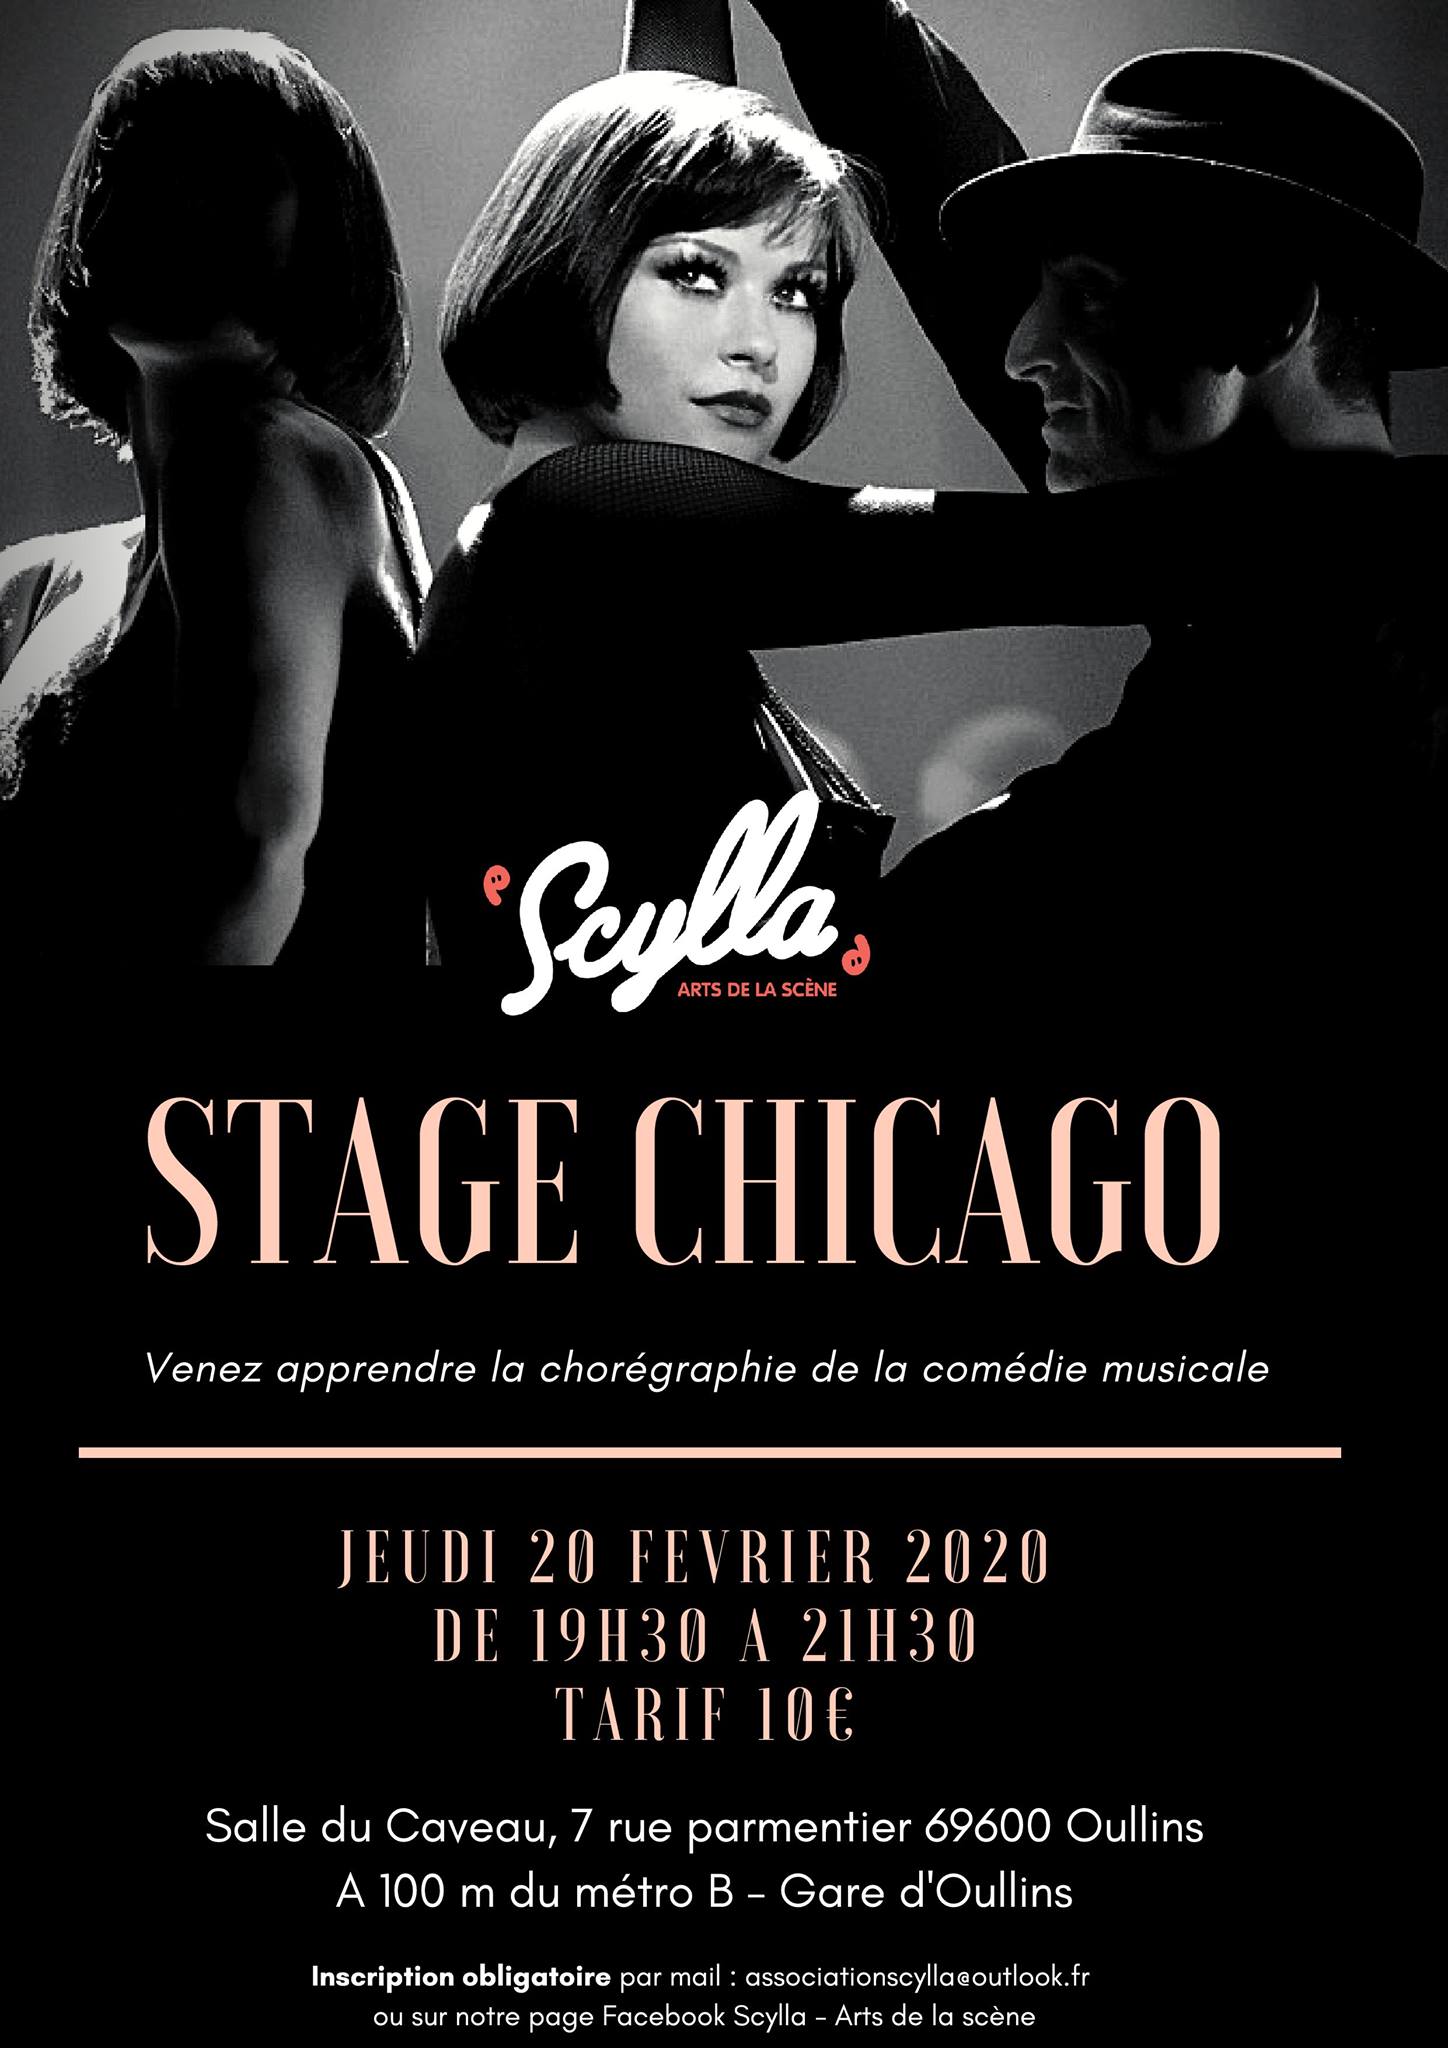 Scylla
ARTS DE LA SCÈNE
STAGE CHICAGO
Venez apprendre la chorégraphie de la comédie musicale
JEUDI 20 FEVRIER 2020
DE 19H30 A 21H30
TARIF 10€
Salle du Caveau, 7 rue parmentier 69600 Oullins
A 100 m du métro B - Gare d'Oullins
Inscription obligatoire par mail : associationscylla@outlook.fr
ou sur notre page Facebook Scylla - Arts de la scène